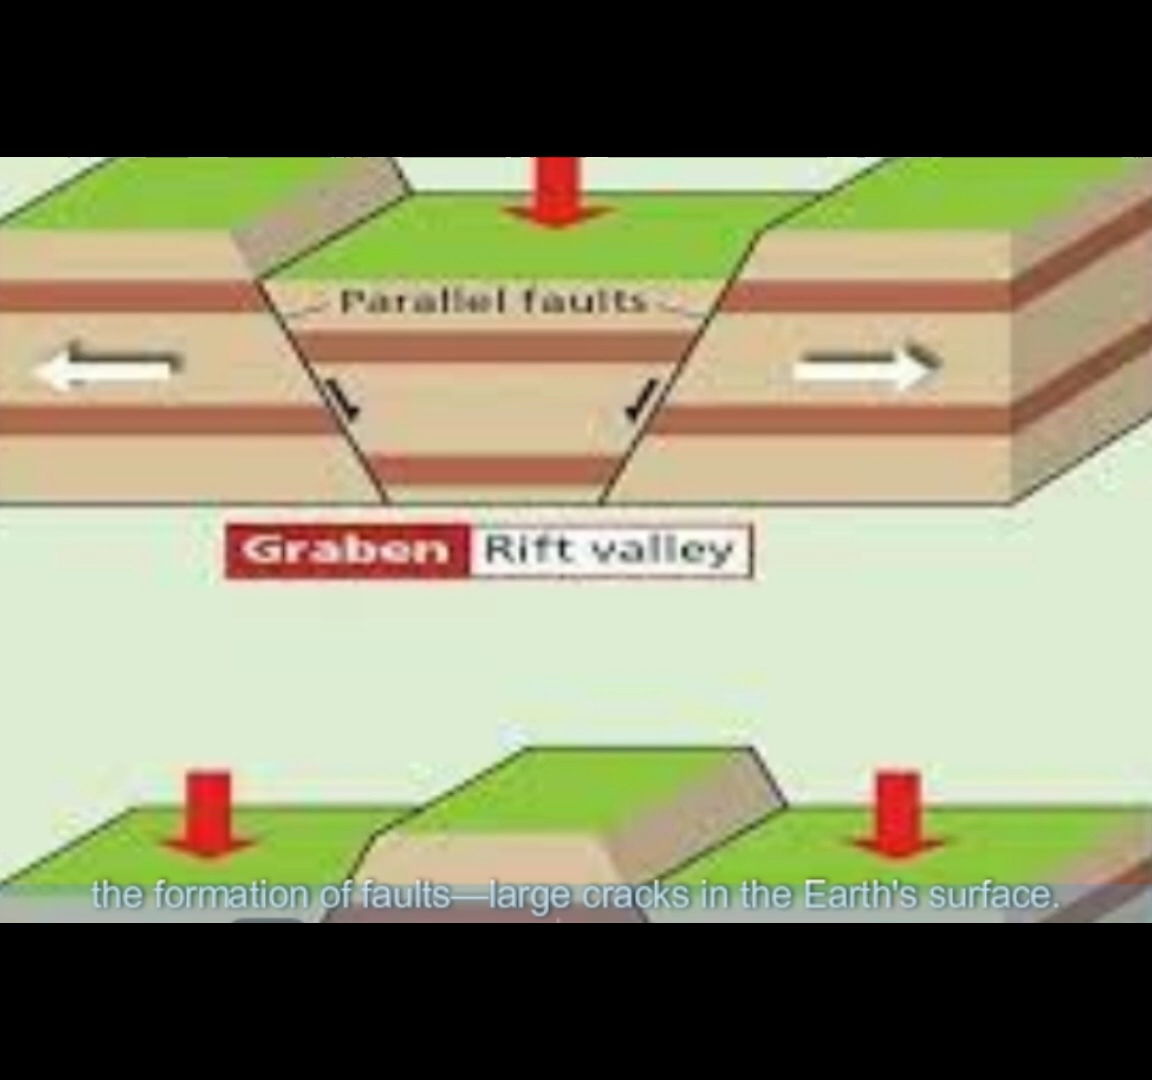 Parallel faults
Graben Rift valley
the formation of faults—large cracks in the Earth's surface.